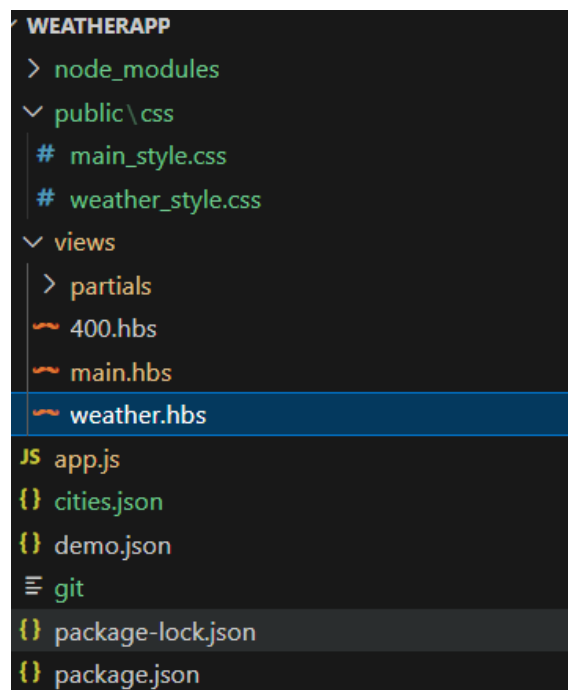 WEATHERAPP
node_modules
public\css
# main_style.css
# weather_style.css
views
partials
400.hbs
main.hbs
weather.hbs
JS app.js
{} cities.json
{} demo.json
git
{} package-lock.json
{} package.json